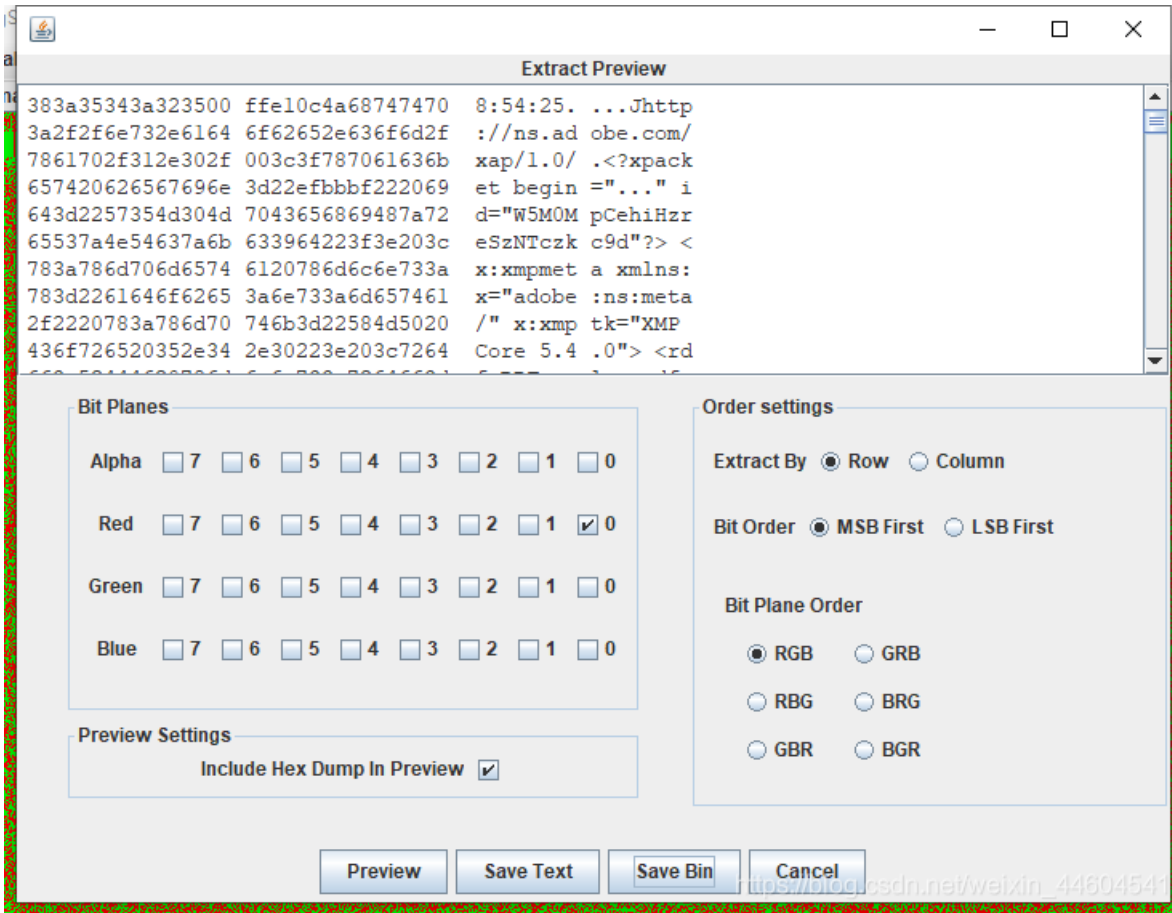 Extract Preview
383a35343a323500 ffe10c4a68747470 8:54:25. ...Jhttp
3a2f2f6e732e6164 6f62652e636f6d2f ://ns.ad obe.com/
7861702f312e302f 003c3f787061636b xap/1.0/ .<?xpack
657420626567696e 3d22efbbbf222069 et begin ="..." i
643d2257354d304d 7043656869487a72 d="W5M0M pCehiHzr
65537a4e54637a6b 633964223f3e203c eSzNTczk c9d"?> <
783a786d706d6574 6120786d6c6e733a x:xmpmet a xmlns:
783d2261646f6265 3a6e733a6d657461 x="adobe :ns:meta
2f2220783a786d70 746b3d22584d5020 /" x:xmp tk="XMP
436f726520352e34 2e30223e203c7264 Core 5.4 .0"> <rd
Bit Planes
Alpha 7 6 5 4 3 2 1 0
Red 7 6 5 4 3 2 1 0
Green 7 6 5 4 3 2 1 0
Blue 7 6 5 4 3 2 1 0
Preview Settings
Include Hex Dump In Preview
Order settings
Extract By Row Column
Bit Order MSB First LSB First
Bit Plane Order
RGB GRB
RBG BRG
GBR BGR
Preview Save Text Save Bin Cancel
https://blog.csdn.net/weixin_44604541